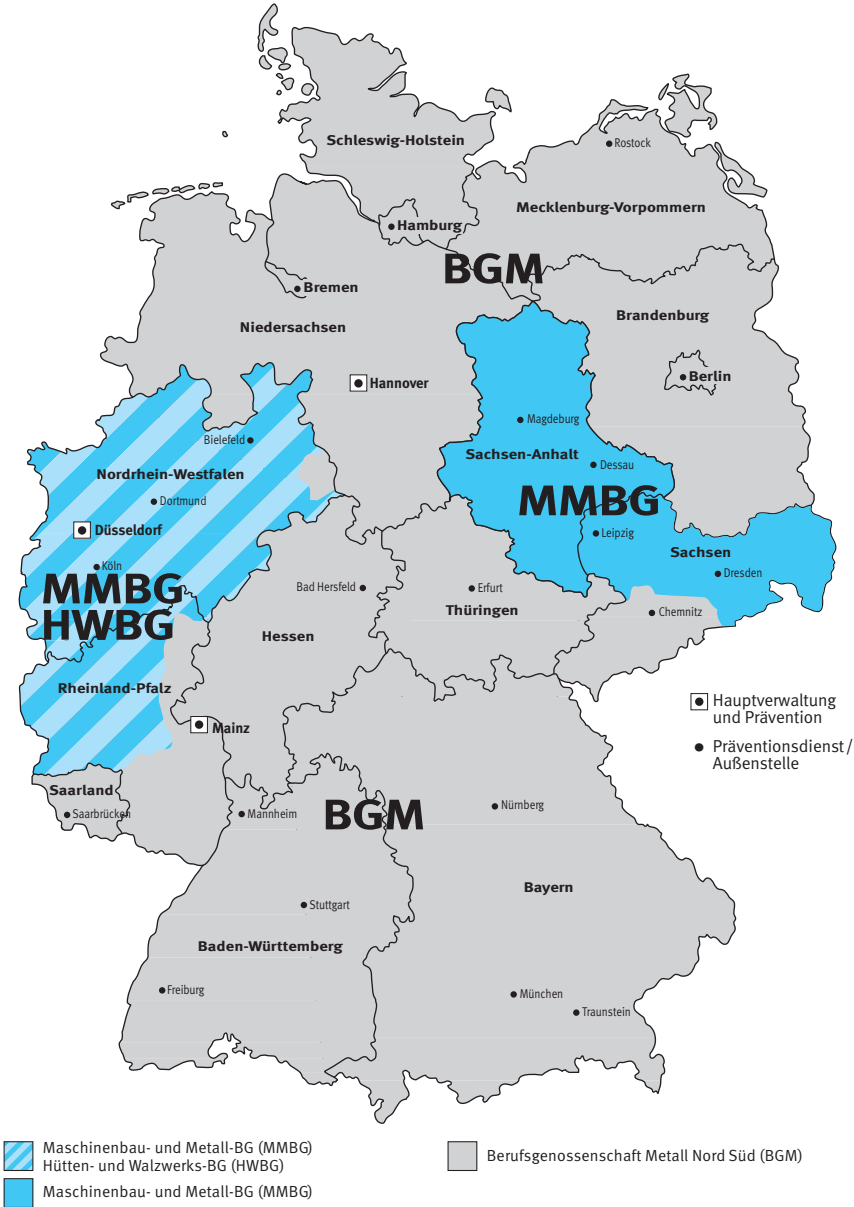 Schleswig-Holstein
Rostock
Mecklenburg-Vorpommern
Hamburg
BGM
Bremen
Brandenburg
Niedersachsen
Berlin
Hannover
Magdeburg
Bielefeld
Sachsen-Anhalt
Dessau
Nordrhein-Westfalen
MMBG
Dortmund
Düsseldorf
Leipzig
Sachsen
Köln
Dresden
MMBG
HWBG
Bad Hersfeld
Erfurt
Thüringen
Chemnitz
Hessen
Rheinland-Pfalz
Mainz
Hauptverwaltung
und Prävention
Präventionsdienst/
Außenstelle
Saarland
Saarbrücken
Mannheim
BGM
Nürnberg
Bayern
Stuttgart
Baden-Württemberg
Freiburg
München
Traunstein
Maschinenbau- und Metall-BG (MMBG)
Hütten- und Walzwerks-BG (HWBG)
Berufsgenossenschaft Metall Nord Süd (BGM)
Maschinenbau- und Metall-BG (MMBG)